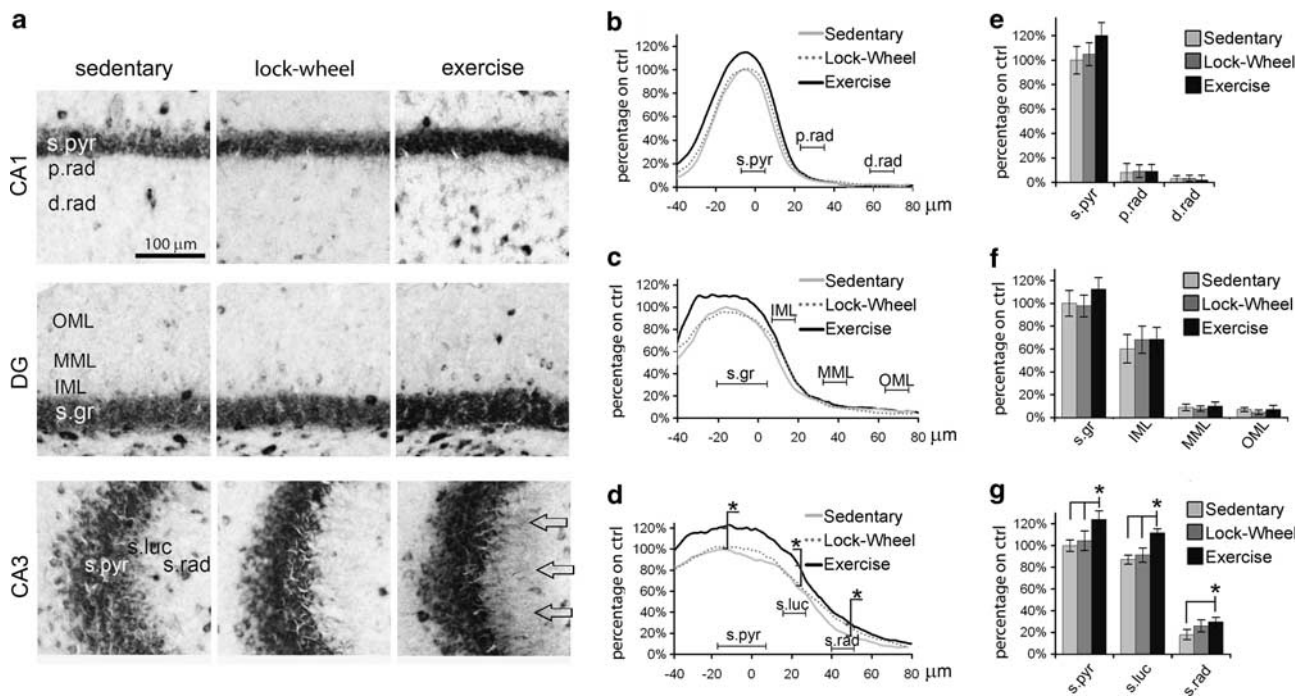 a
sedentary
lock-wheel
exercise
CA1
s.pyr
p.rad
d.rad
100 µm
DG
OML
MML
IML
s.gr
CA3
s.pyr
s.luc
s.rad
b
percentage on ctrl
120%
100%
80%
60%
40%
20%
0%
Sedentary
Lock-Wheel
Exercise
s.pyr
p.rad
d.rad
-40 -20 0 20 40 60 80 µm
c
percentage on ctrl
120%
100%
80%
60%
40%
20%
0%
Sedentary
Lock-Wheel
Exercise
s.gr
IML
MML
OML
-40 -20 0 20 40 60 80 µm
d
percentage on ctrl
120%
100%
80%
60%
40%
20%
0%
Sedentary
Lock-Wheel
Exercise
*
*
*
s.pyr
s.luc
s.rad
-40 -20 0 20 40 60 80 µm
e
percentage on ctrl
120%
100%
80%
60%
40%
20%
0%
Sedentary
Lock-Wheel
Exercise
s.pyr
p.rad
d.rad
f
percentage on ctrl
120%
100%
80%
60%
40%
20%
0%
Sedentary
Lock-Wheel
Exercise
s.gr
IML
MML
OML
g
percentage on ctrl
120%
100%
80%
60%
40%
20%
0%
Sedentary
Lock-Wheel
Exercise
*
*
*
s.pyr
s.luc
s.rad